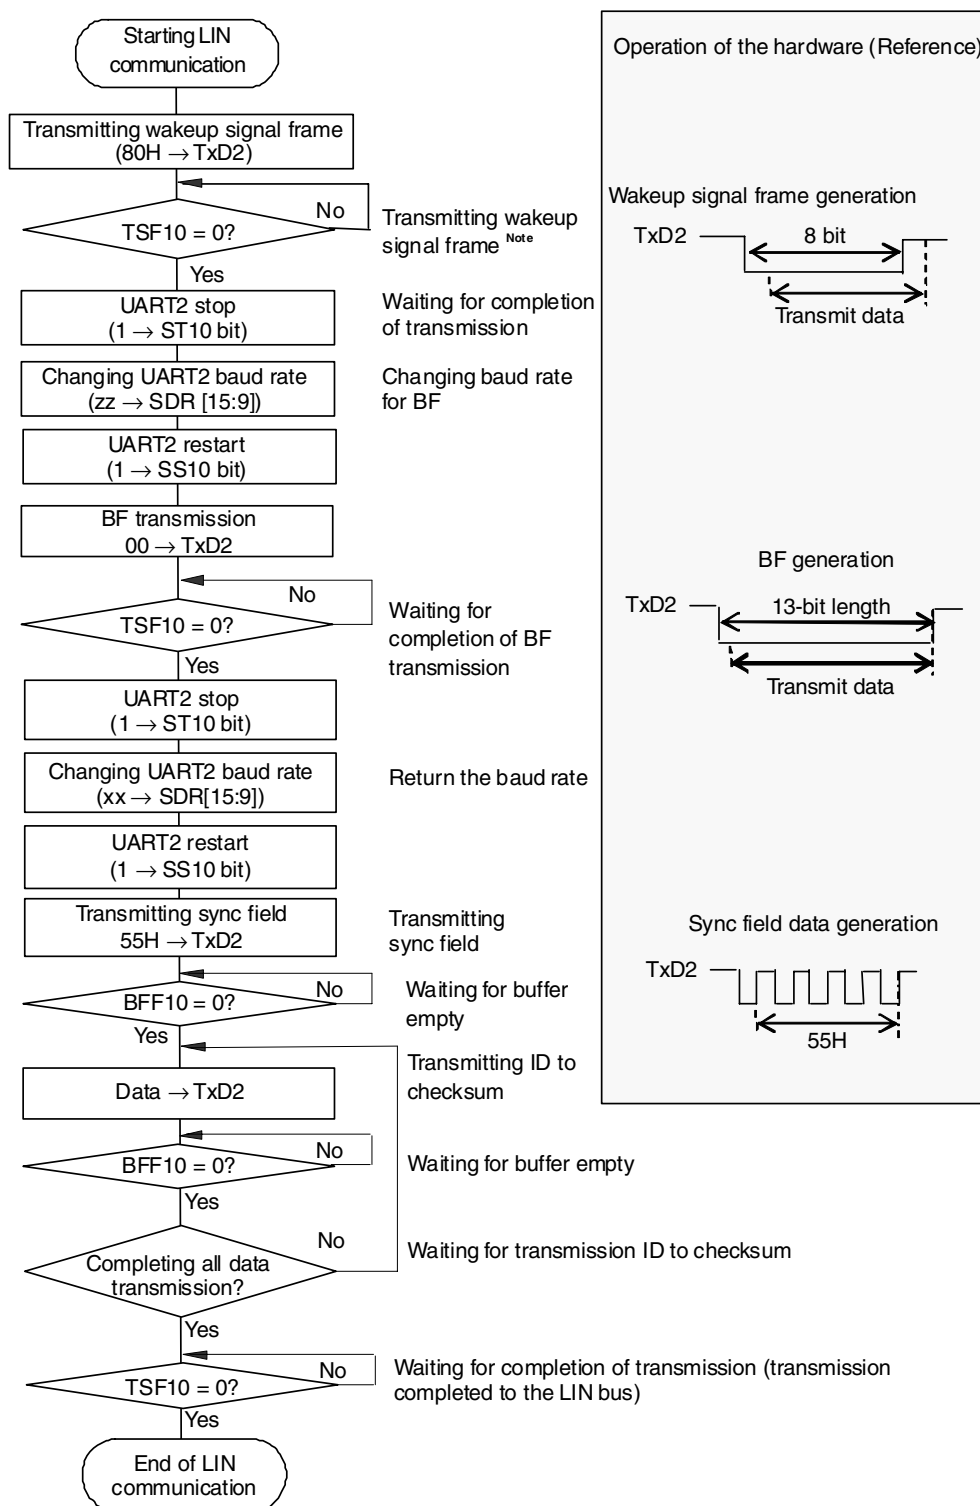 Starting LIN
communication
Transmitting wakeup signal frame
(80H → TxD2)
No
TSF10 = 0?
Transmitting wakeup
signal frame Note
Yes
UART2 stop
(1 → ST10 bit)
Waiting for completion
of transmission
Changing UART2 baud rate
(zz → SDR [15:9])
Changing baud rate
for BF
UART2 restart
(1 → SS10 bit)
BF transmission
00 → TxD2
No
TSF10 = 0?
Waiting for
completion of BF
transmission
Yes
UART2 stop
(1 → ST10 bit)
Changing UART2 baud rate
(xx → SDR[15:9])
Return the baud rate
UART2 restart
(1 → SS10 bit)
Transmitting sync field
55H → TxD2
Transmitting
sync field
No
BFF10 = 0?
Waiting for buffer
empty
Yes
Transmitting ID to
checksum
Data → TxD2
No
BFF10 = 0?
Waiting for buffer empty
Yes
No
Completing all data
transmission?
Waiting for transmission ID to checksum
Yes
No
TSF10 = 0?
Waiting for completion of transmission (transmission
completed to the LIN bus)
Yes
End of LIN
communication
Operation of the hardware (Reference)
Wakeup signal frame generation
TxD2
8 bit
Transmit data
BF generation
TxD2
13-bit length
Transmit data
Sync field data generation
TxD2
55H